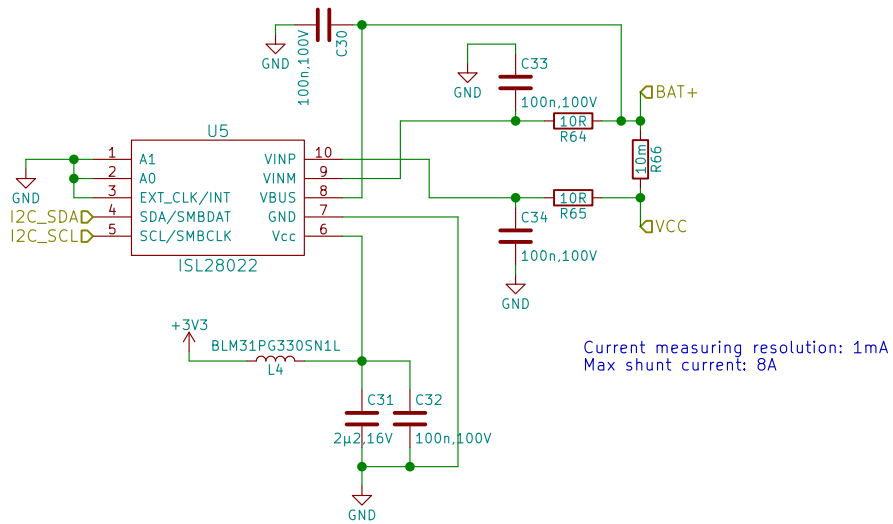 C30
100n,100V
GND
C33
GND
100n,100V
BAT+
10R
R64
10m
R66
U5
1
A1
VINP
10
2
A0
VINM
9
3
EXT_CLK/INT
VBUS
8
I2C_SDA
4
SDA/SMBDAT
GND
7
I2C_SCL
5
SCL/SMBCLK
Vcc
6
ISL28022
GND
10R
R65
C34
100n,100V
GND
VCC
+3V3
BLM31PG330SN1L
L4
Current measuring resolution: 1mA
Max shunt current: 8A
C31
2µ2,16V
C32
100n,100V
GND